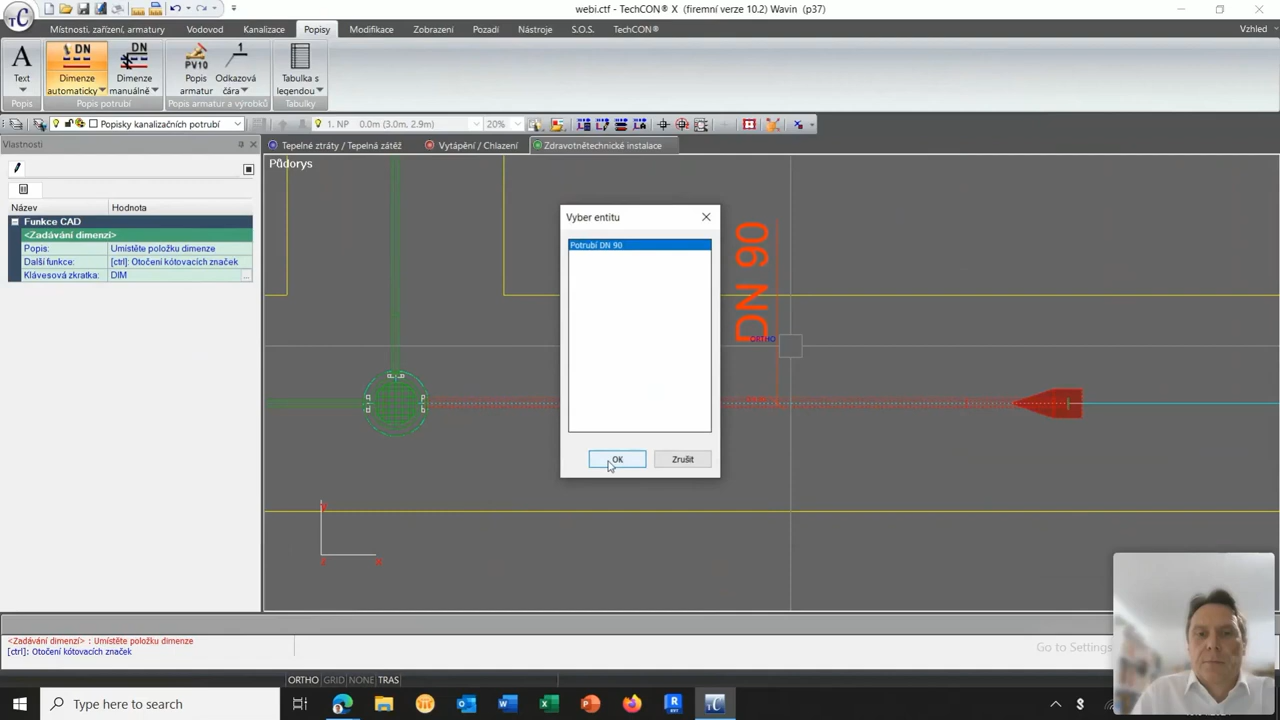 webi.ctf - TechCON® X (firemní verze 10.2) Wavin (p37)
Místnosti, zařízení, armatury Vodovod Kanalizace Popisy Modifikace Zobrazení Pozadí Nástroje S.O.S. TechCON® Vzhled
Text
Dimenze automaticky
Dimenze manuálně
Popis armatur
Odkazová čára
Tabulka s legendou
Popis Popis potrubí Popis armatur a výrobků Tabulky
Popisky kanalizačních potrubí 1. NP 0.0m (3.0m, 2.9m) 20%
Vlastnosti Tepelné ztráty / Tepelná zátěž Vytápění / Chlazení Zdravotnětechnické instalace
Půdorys
Název Hodnota
Funkce CAD
<Zadávání dimenzí>
Popis: Umístěte položku dimenze
Další funkce: [ctrl]: Otočení kótovacích značek
Klávesová zkratka: DIM
Vyber entitu
Potrubí DN 90
OK Zrušit
DN 90
ORTHO
<Zadávání dimenzí> : Umístěte položku dimenze
[ctrl]: Otočení kótovacích značek
Go to Settings
ORTHO GRID NONE TRAS
Type here to search